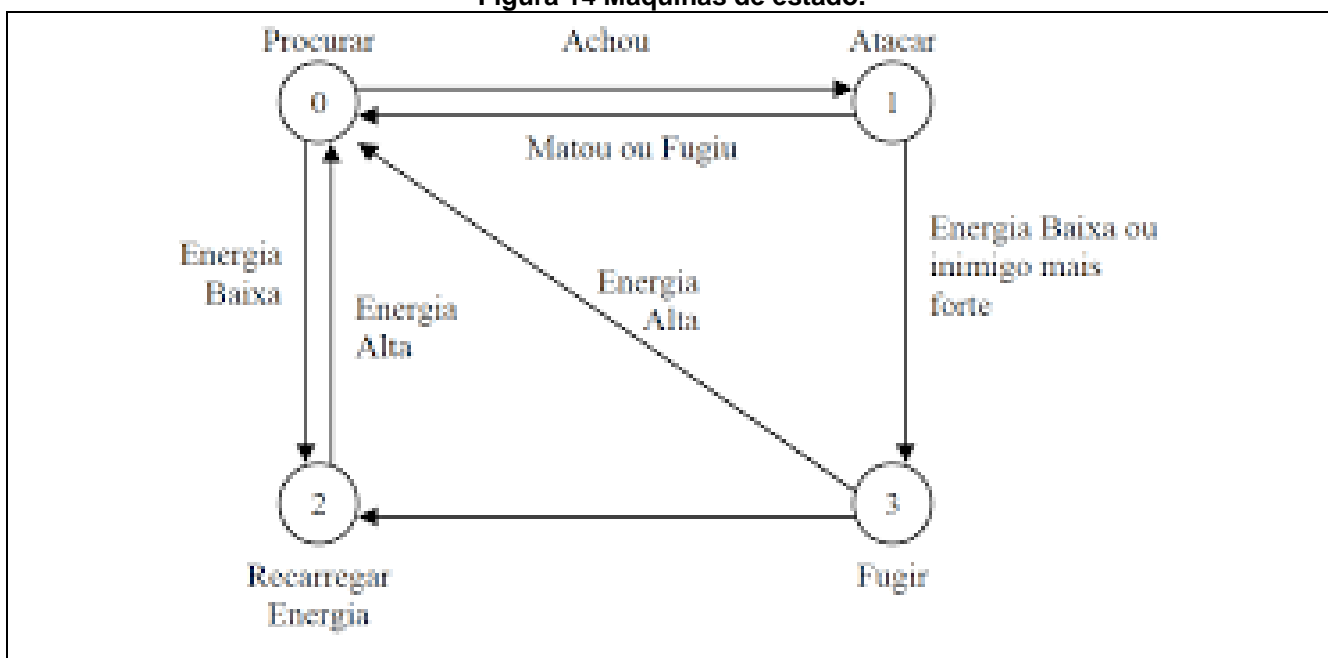 Figura 14 Máquinas de estado.
Procurar
Achou
Atacar
0
1
Matou ou Fugiu
Energia
Baixa
Energia
Alta
Energia
Alta
Energia Baixa ou
inimigo mais
forte
2
3
Recarregar
Energia
Fugir